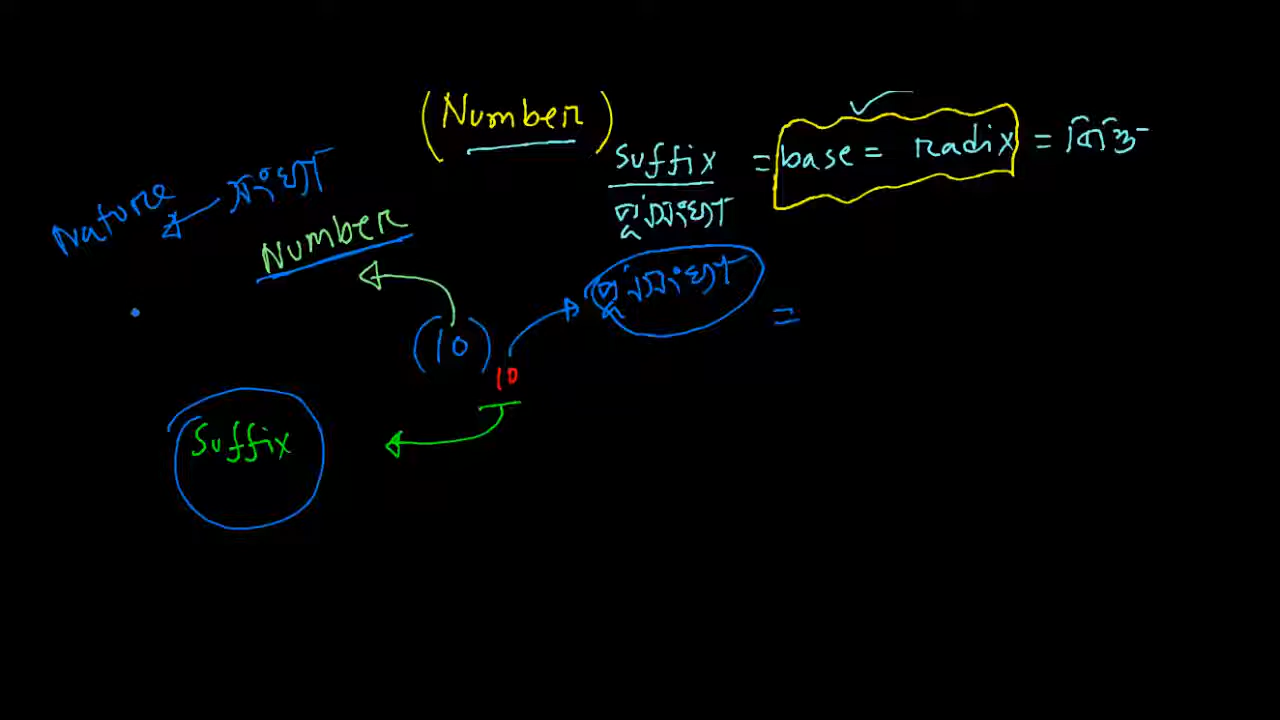 (Number)
Suffix = base = radix = ভিত্তি
Nature সংখ্যা
Number
(10)10
Suffix